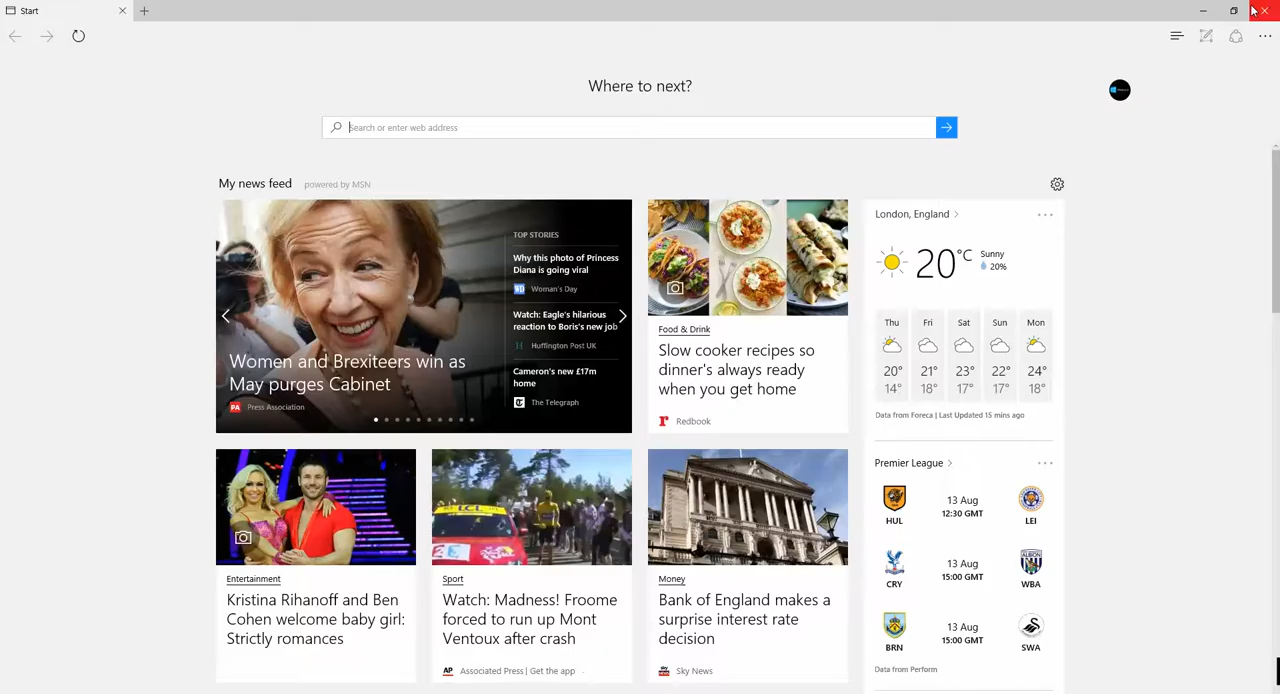 Start
Where to next?
Search or enter web address
My news feed
powered by MSN
TOP STORIES
Why this photo of Princess
Diana is going viral
Woman's Day
Watch: Eagle's hilarious
reaction to Boris's new job
Huffington Post UK
Cameron's new £17m
home
The Telegraph
Women and Brexiteers win as
May purges Cabinet
PA
Press Association
Food & Drink
Slow cooker recipes so
dinner's always ready
when you get home
Redbook
London, England
20°C
Sunny
20%
Thu Fri Sat Sun Mon
20° 21° 23° 22° 24°
14° 18° 17° 17° 18°
Data from Foreca | Last Updated 15 mins ago
Premier League
13 Aug
12:30 GMT
HUL LEI
13 Aug
15:00 GMT
CRY WBA
13 Aug
15:00 GMT
BRN SWA
Data from Perform
Entertainment
Kristina Rihanoff and Ben
Cohen welcome baby girl:
Strictly romances
LCL
Sport
Watch: Madness! Froome
forced to run up Mont
Ventoux after crash
AP
Associated Press | Get the app
Money
Bank of England makes a
surprise interest rate
decision
Sky News